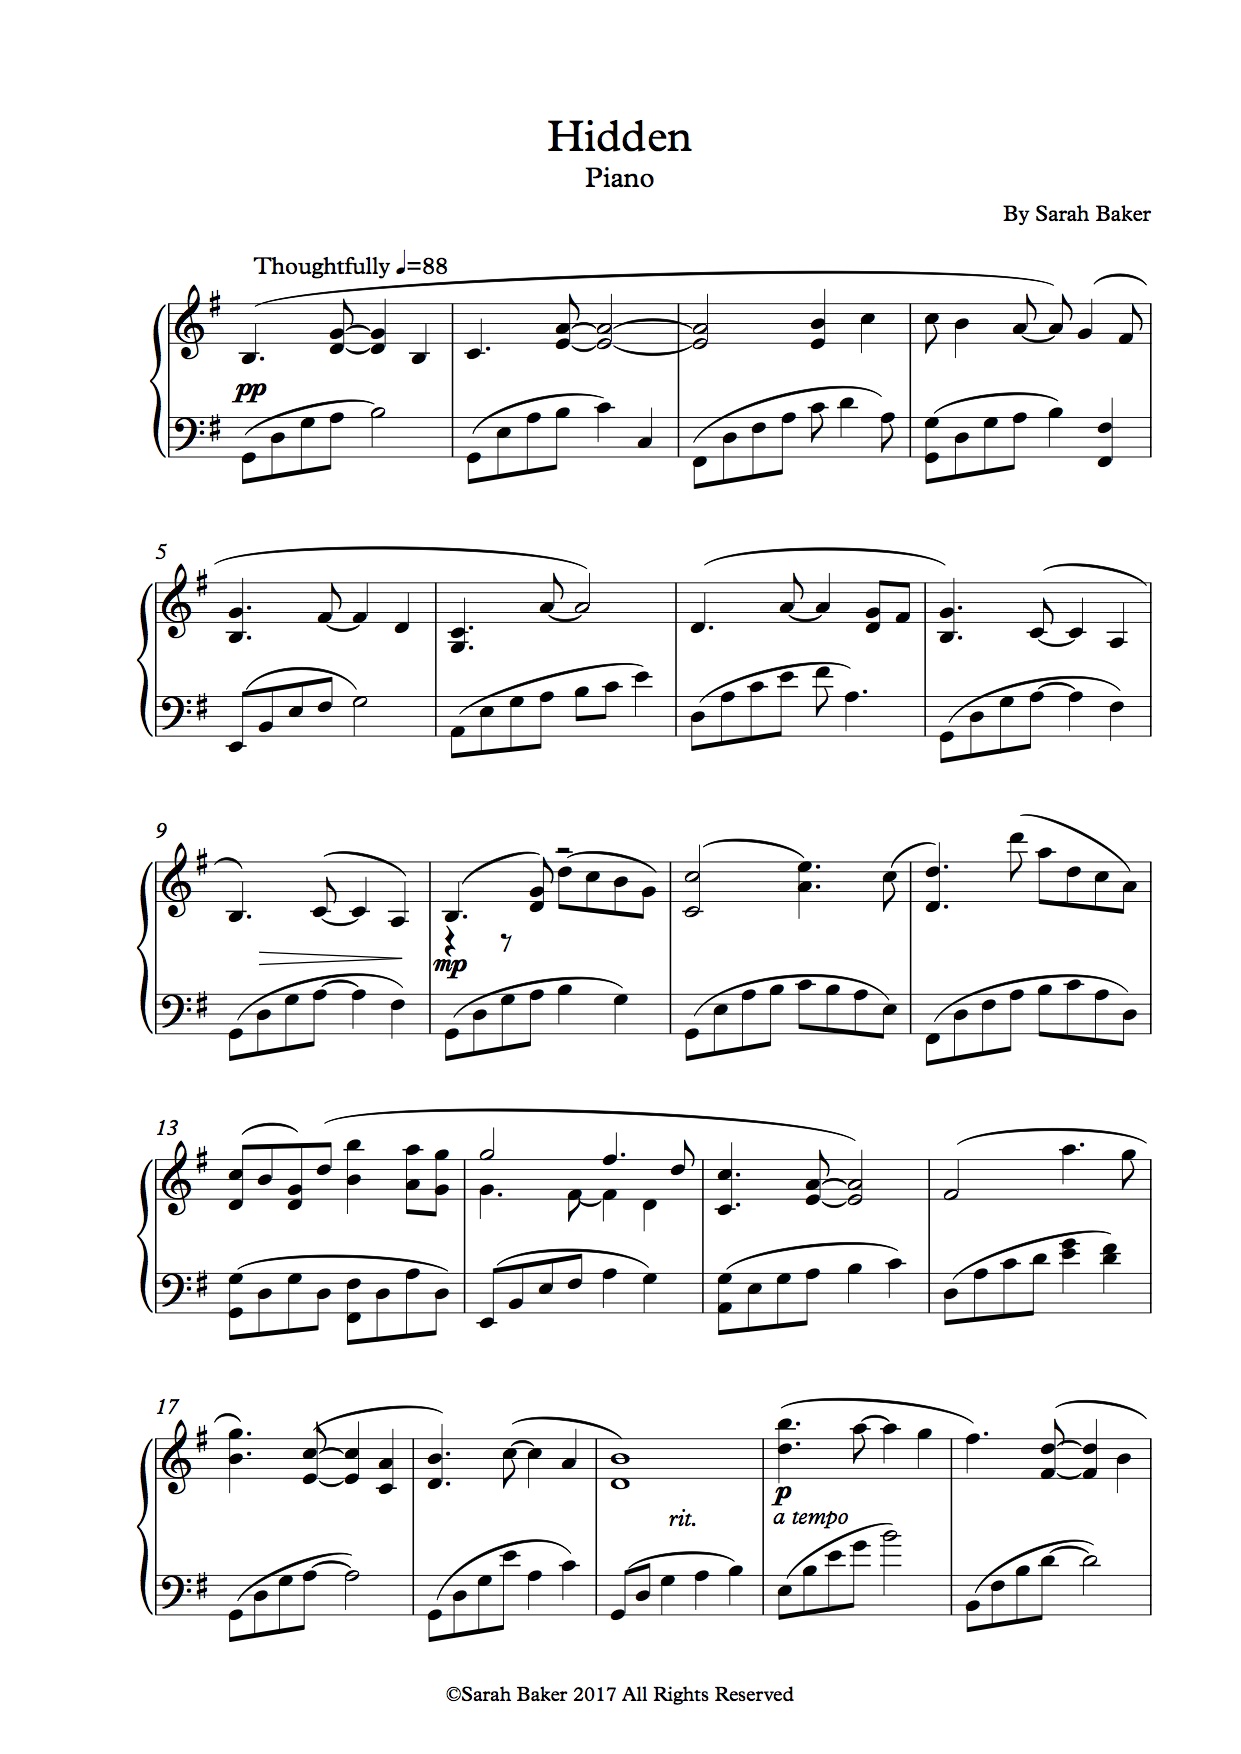 Hidden
Piano
By Sarah Baker
Thoughtfully ♩=88
pp
5
9
mp
13
17
rit.
p
a tempo
©Sarah Baker 2017 All Rights Reserved